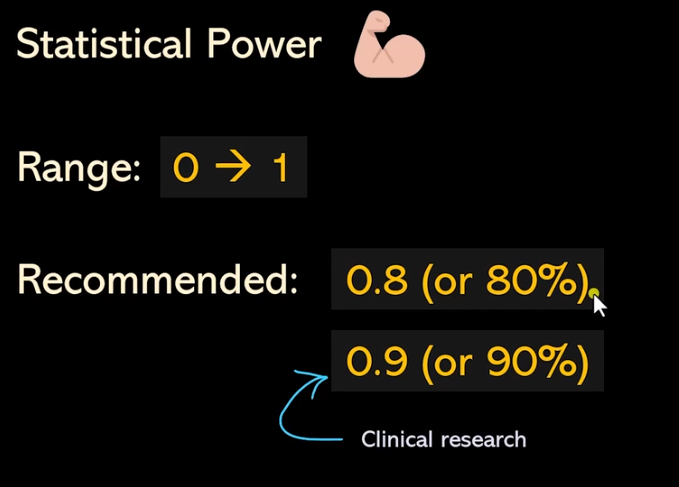 Statistical Power
Range: 0 → 1
Recommended: 0.8 (or 80%)
0.9 (or 90%)
Clinical research